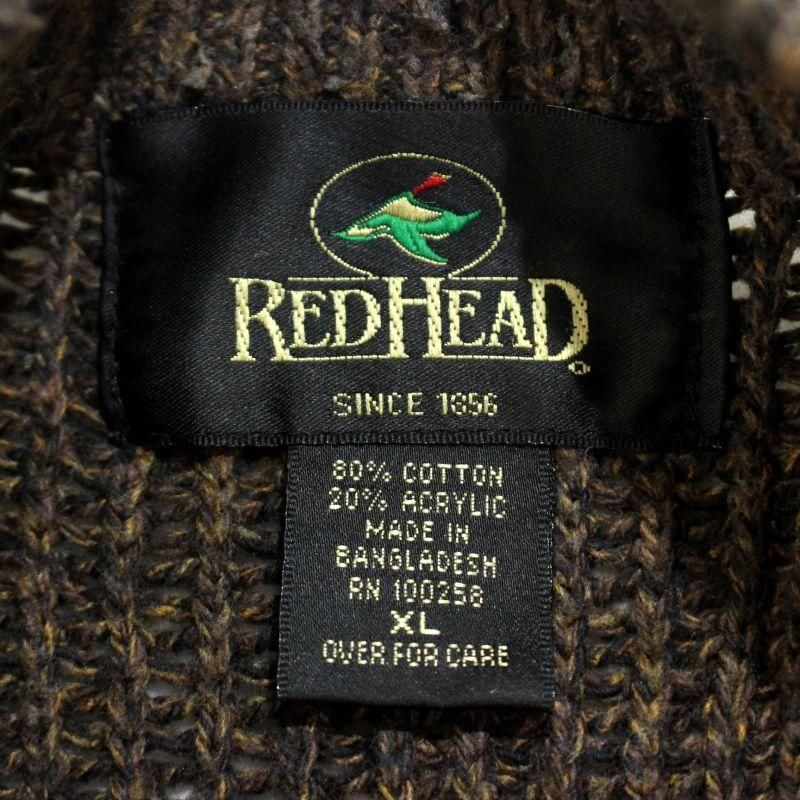 REDHEAD®
SINCE 1856
80% COTTON
20% ACRYLIC
MADE IN
BANGLADESH
RN 100258
XL
OVER FOR CARE